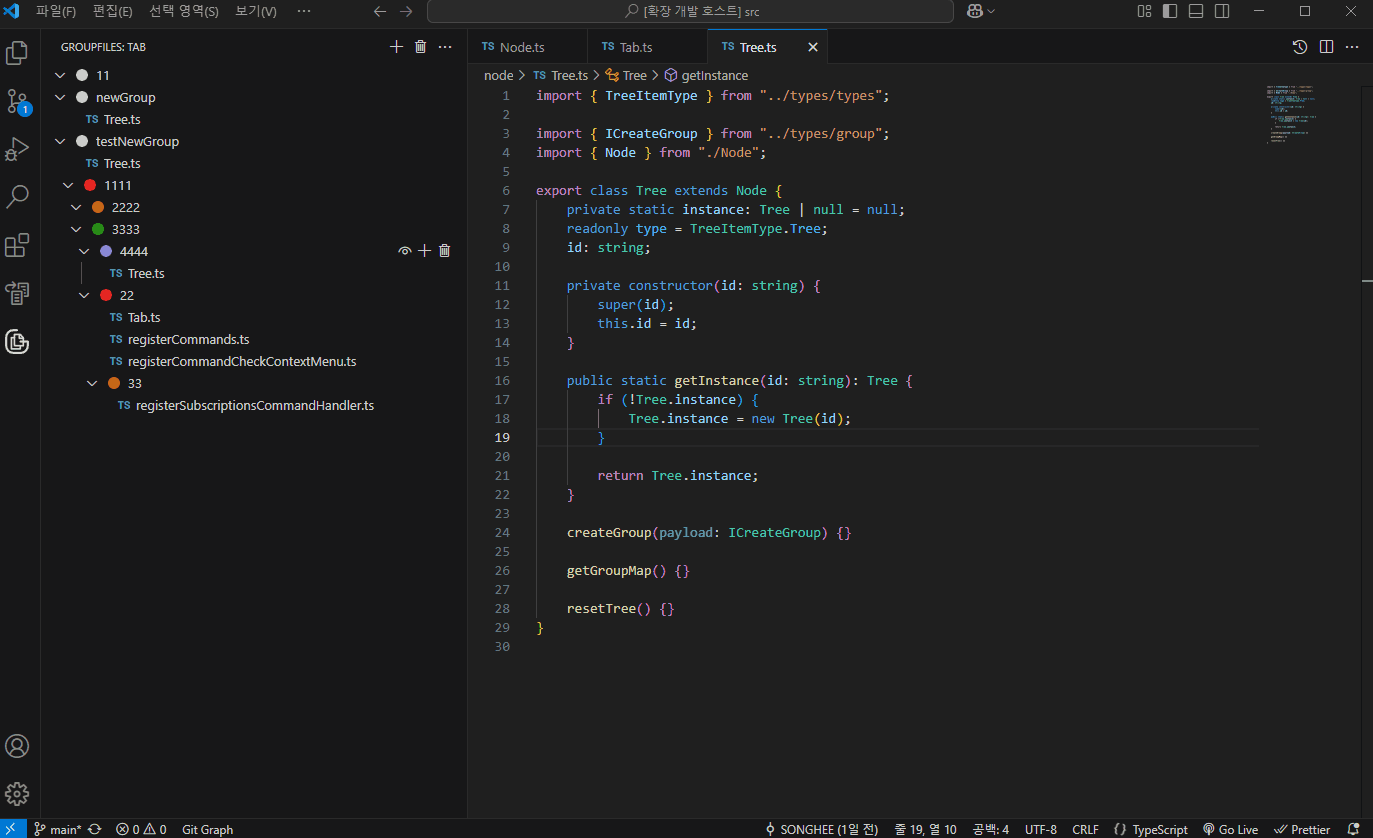 파일(F) 편집(E) 선택 영역(S) 보기(V) ··· [확장 개발 호스트] src
GROUPFILES: TAB
11
newGroup
TS Tree.ts
testNewGroup
TS Tree.ts
1111
2222
3333
4444
TS Tree.ts
22
TS Tab.ts
TS registerCommands.ts
TS registerCommandCheckContextMenu.ts
33
TS registerSubscriptionsCommandHandler.ts
1
TS Node.ts TS Tab.ts TS Tree.ts
node > TS Tree.ts > Tree > getInstance
1 import { TreeItemType } from "../types/types";
2
3 import { ICreateGroup } from "../types/group";
4 import { Node } from "./Node";
5
6 export class Tree extends Node {
7     private static instance: Tree | null = null;
8     readonly type = TreeItemType.Tree;
9     id: string;
10
11     private constructor(id: string) {
12         super(id);
13         this.id = id;
14     }
15
16     public static getInstance(id: string): Tree {
17         if (!Tree.instance) {
18             Tree.instance = new Tree(id);
19         }
20
21         return Tree.instance;
22     }
23
24     createGroup(payload: ICreateGroup) {}
25
26     getGroupMap() {}
27
28     resetTree() {}
29 }
30
main* 0 0 Git Graph SONGHEE (1일 전) 줄 19, 열 10 공백: 4 UTF-8 CRLF { } TypeScript Go Live Prettier